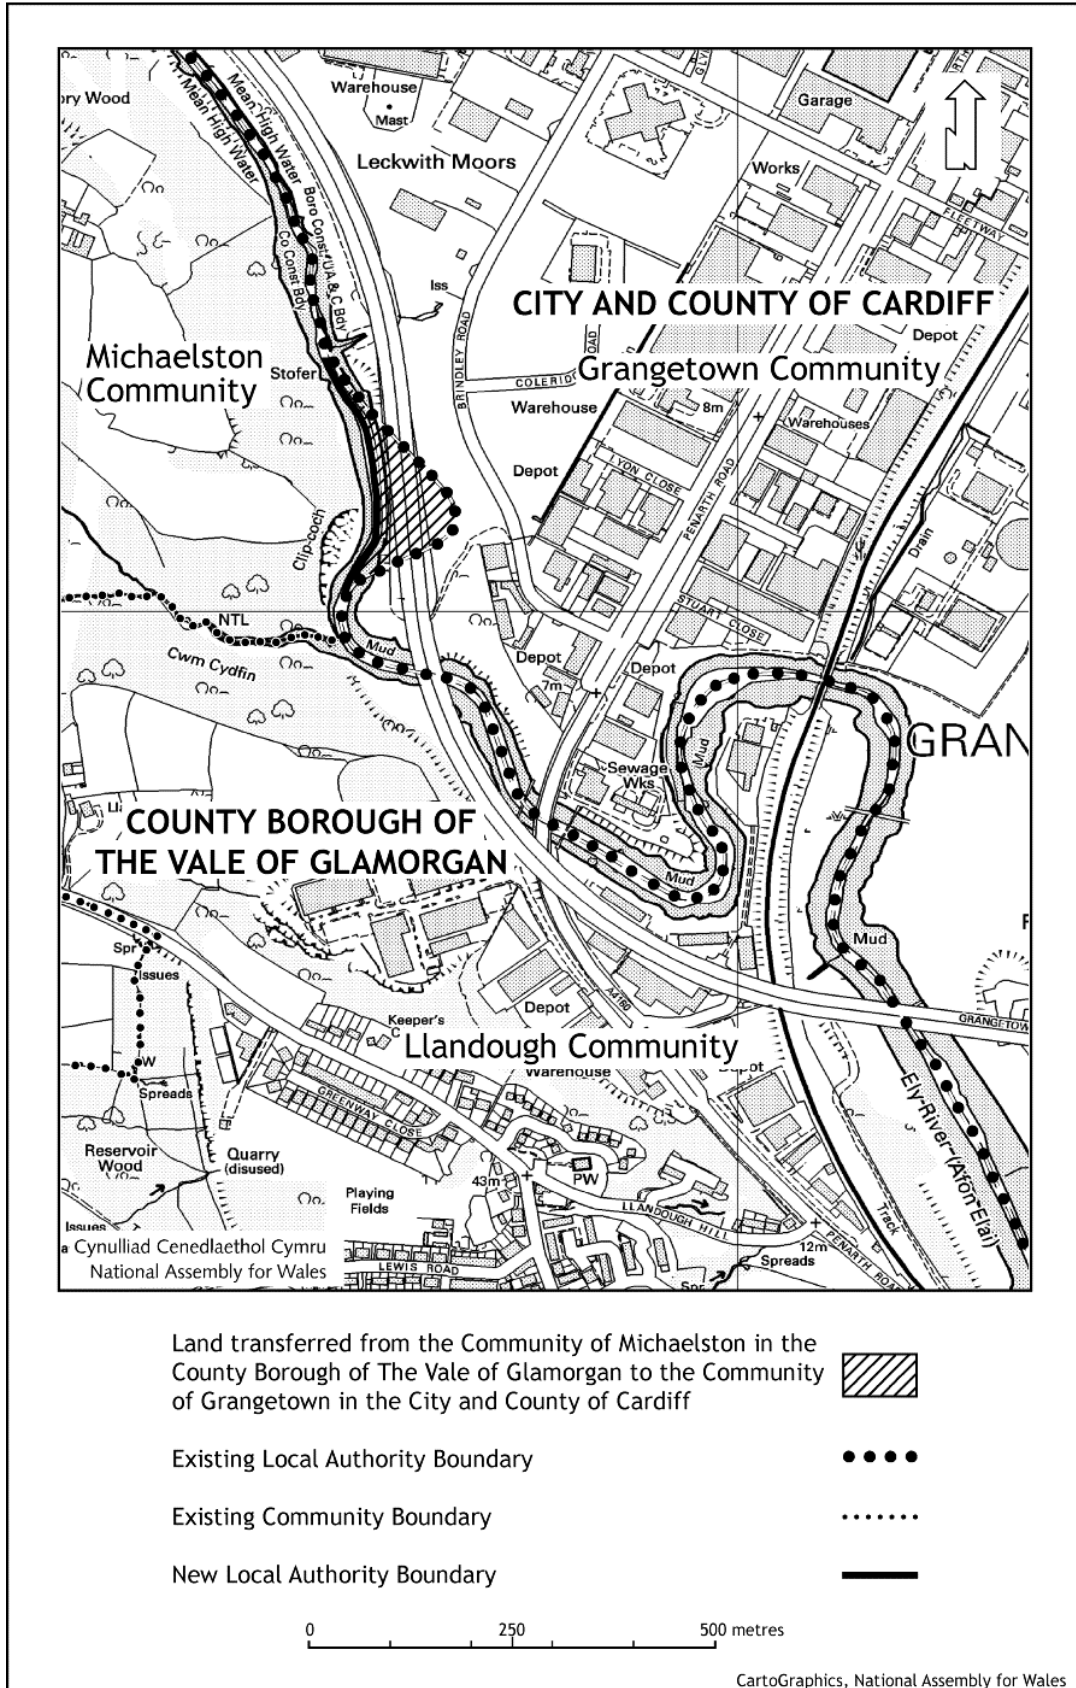 Warehouse
Mast
Garage
Leckwith Moors
Works
FLEETWAY
Mean High Water
Mean High Water
Boro Const
UA & C Bdy
Co Const Bdy
Iss
CITY AND COUNTY OF CARDIFF
BRINDLEY ROAD
ROAD
Depot
Michaelston
Community
Grangetown Community
Warehouse
8m
Warehouses
LYON CLOSE
Depot
PENARTH ROAD
Clip-coch
Drain
NTL
STUART CLOSE
Mud
Cwm Cydfin
Depot
7m
Depot
Mud
GRAN
Sewage
Wks
COUNTY BOROUGH OF
THE VALE OF GLAMORGAN
Mud
Spr
Issues
Mud
Keeper's
Depot
A4160
Llandough Community
Warehouse
GRANGETOW
W
Spreads
GREENWAY CLOSE
Ely River (Afon Elai)
Reservoir
Wood
Quarry
(disused)
43m
PW
Playing
Fields
LLANDOUGH HILL
Track
Issues
12m
PENARTH ROAD
Spreads
LEWIS ROAD
Spr
Cynulliad Cenedlaethol Cymru
National Assembly for Wales
Land transferred from the Community of Michaelston in the
County Borough of The Vale of Glamorgan to the Community
of Grangetown in the City and County of Cardiff
Existing Local Authority Boundary
Existing Community Boundary
New Local Authority Boundary
0 250 500 metres
CartoGraphics, National Assembly for Wales